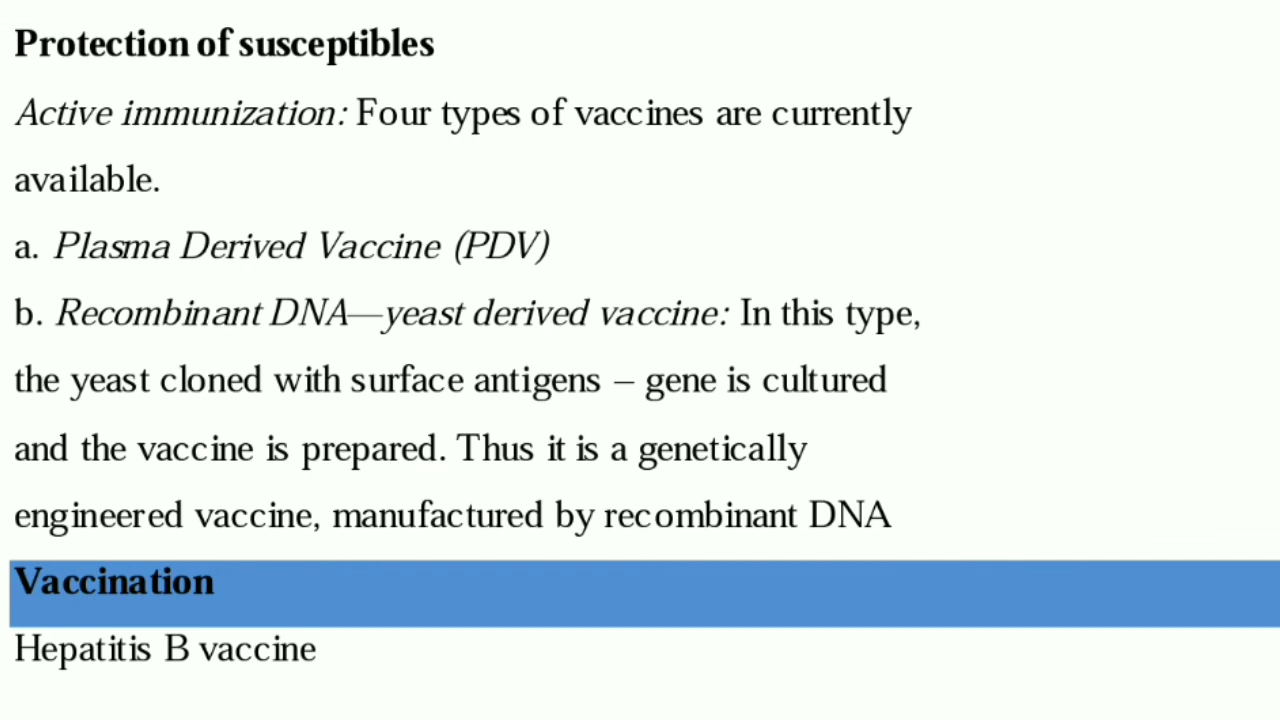 Protection of susceptibles
Active immunization: Four types of vaccines are currently
available.
a. Plasma Derived Vaccine (PDV)
b. Recombinant DNA—yeast derived vaccine: In this type,
the yeast cloned with surface antigens – gene is cultured
and the vaccine is prepared. Thus it is a genetically
engineered vaccine, manufactured by recombinant DNA
Vaccination
Hepatitis B vaccine